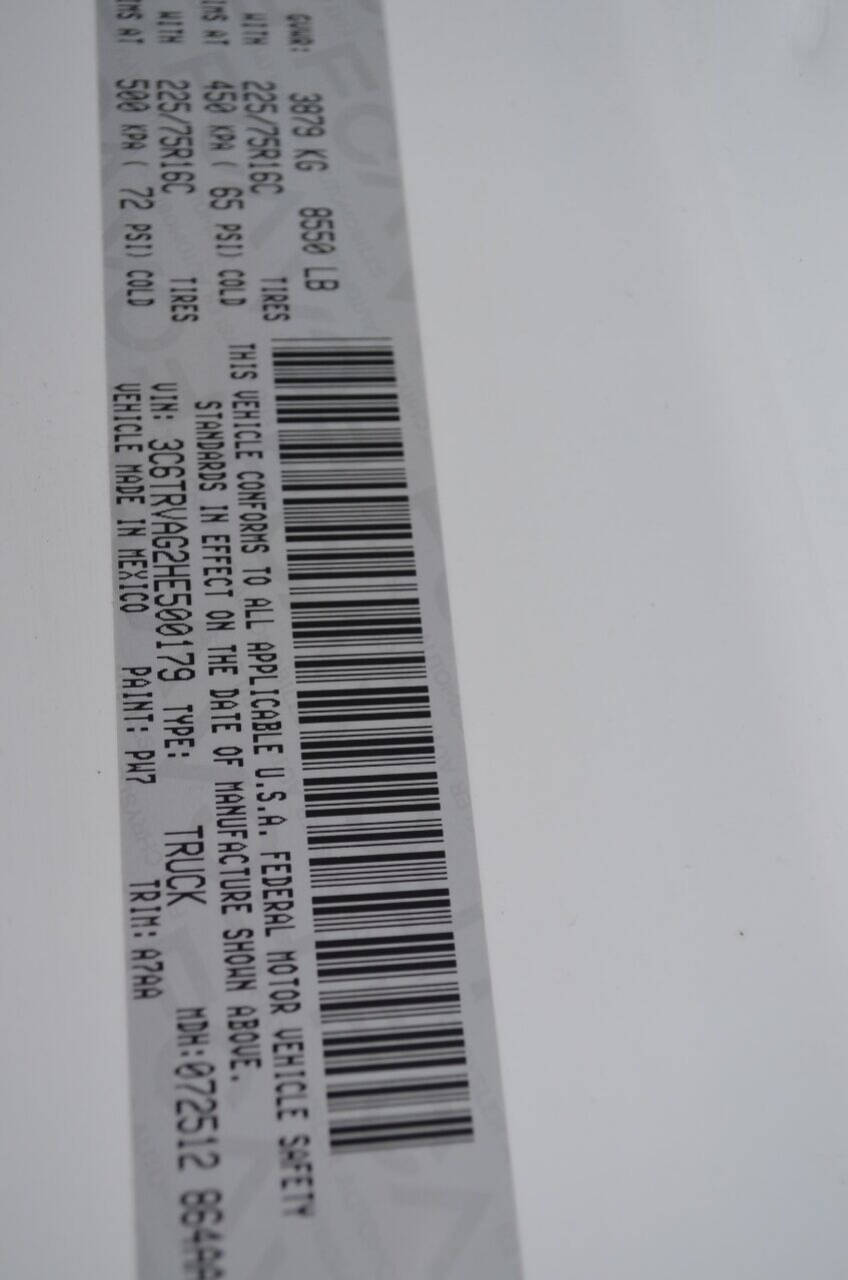 GVWR: 3879 KG 8550 LB
WITH 225/75R16C TIRES
IMS AT 450 KPA ( 65 PSI) COLD
WITH 225/75R16C TIRES
IMS AT 500 KPA ( 72 PSI) COLD
THIS VEHICLE CONFORMS TO ALL APPLICABLE U.S.A. FEDERAL MOTOR VEHICLE SAFETY
STANDARDS IN EFFECT ON THE DATE OF MANUFACTURE SHOWN ABOVE.
VIN: 3C6TRVAG2HE500179 TYPE: TRUCK MDH:072512 864AA
VEHICLE MADE IN MEXICO PAINT: PW7 TRIM: A7AA